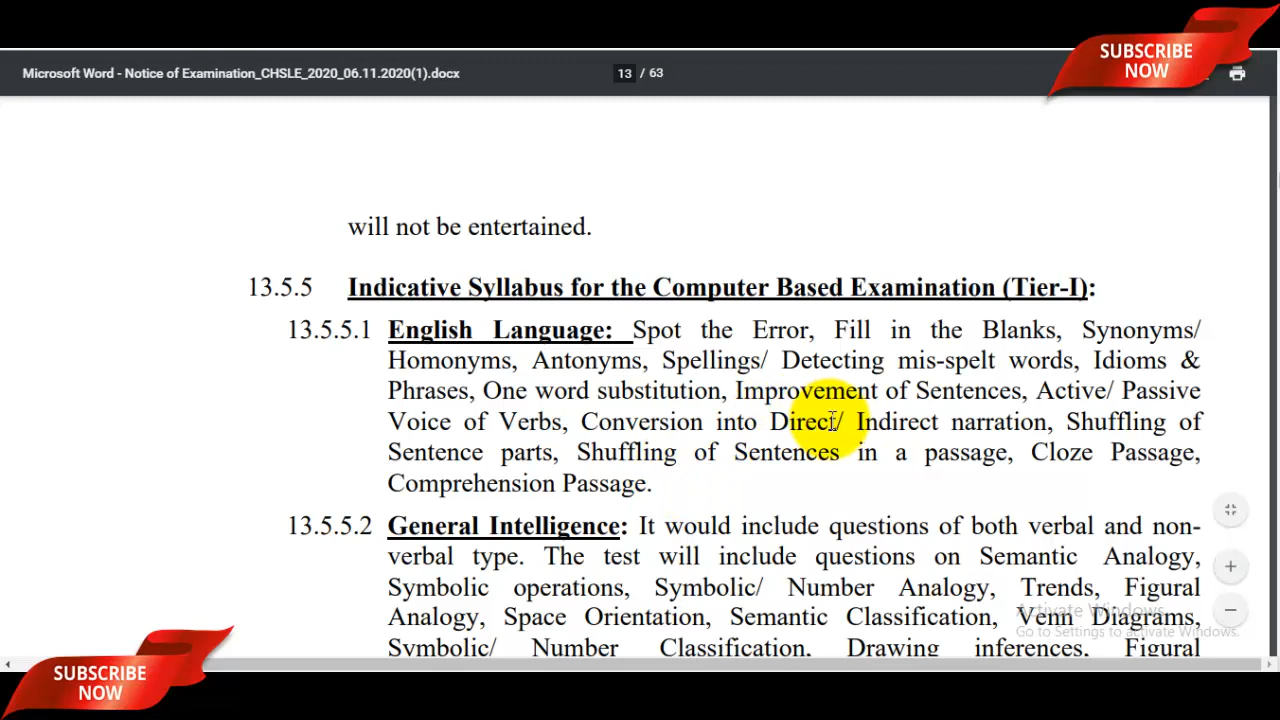 SUBSCRIBE
NOW
Microsoft Word - Notice of Examination_CHSLE_2020_06.11.2020(1).docx
13 / 63
will not be entertained.
13.5.5 Indicative Syllabus for the Computer Based Examination (Tier-I):
13.5.5.1 English Language: Spot the Error, Fill in the Blanks, Synonyms/
Homonyms, Antonyms, Spellings/ Detecting mis-spelt words, Idioms &
Phrases, One word substitution, Improvement of Sentences, Active/ Passive
Voice of Verbs, Conversion into Direct/ Indirect narration, Shuffling of
Sentence parts, Shuffling of Sentences in a passage, Cloze Passage,
Comprehension Passage.
13.5.5.2 General Intelligence: It would include questions of both verbal and non-
verbal type. The test will include questions on Semantic Analogy,
Symbolic operations, Symbolic/ Number Analogy, Trends, Figural
Analogy, Space Orientation, Semantic Classification, Venn Diagrams,
Symbolic/ Number Classification, Drawing inferences, Figural
Activate Windows
Go to Settings to activate Windows.
SUBSCRIBE
NOW